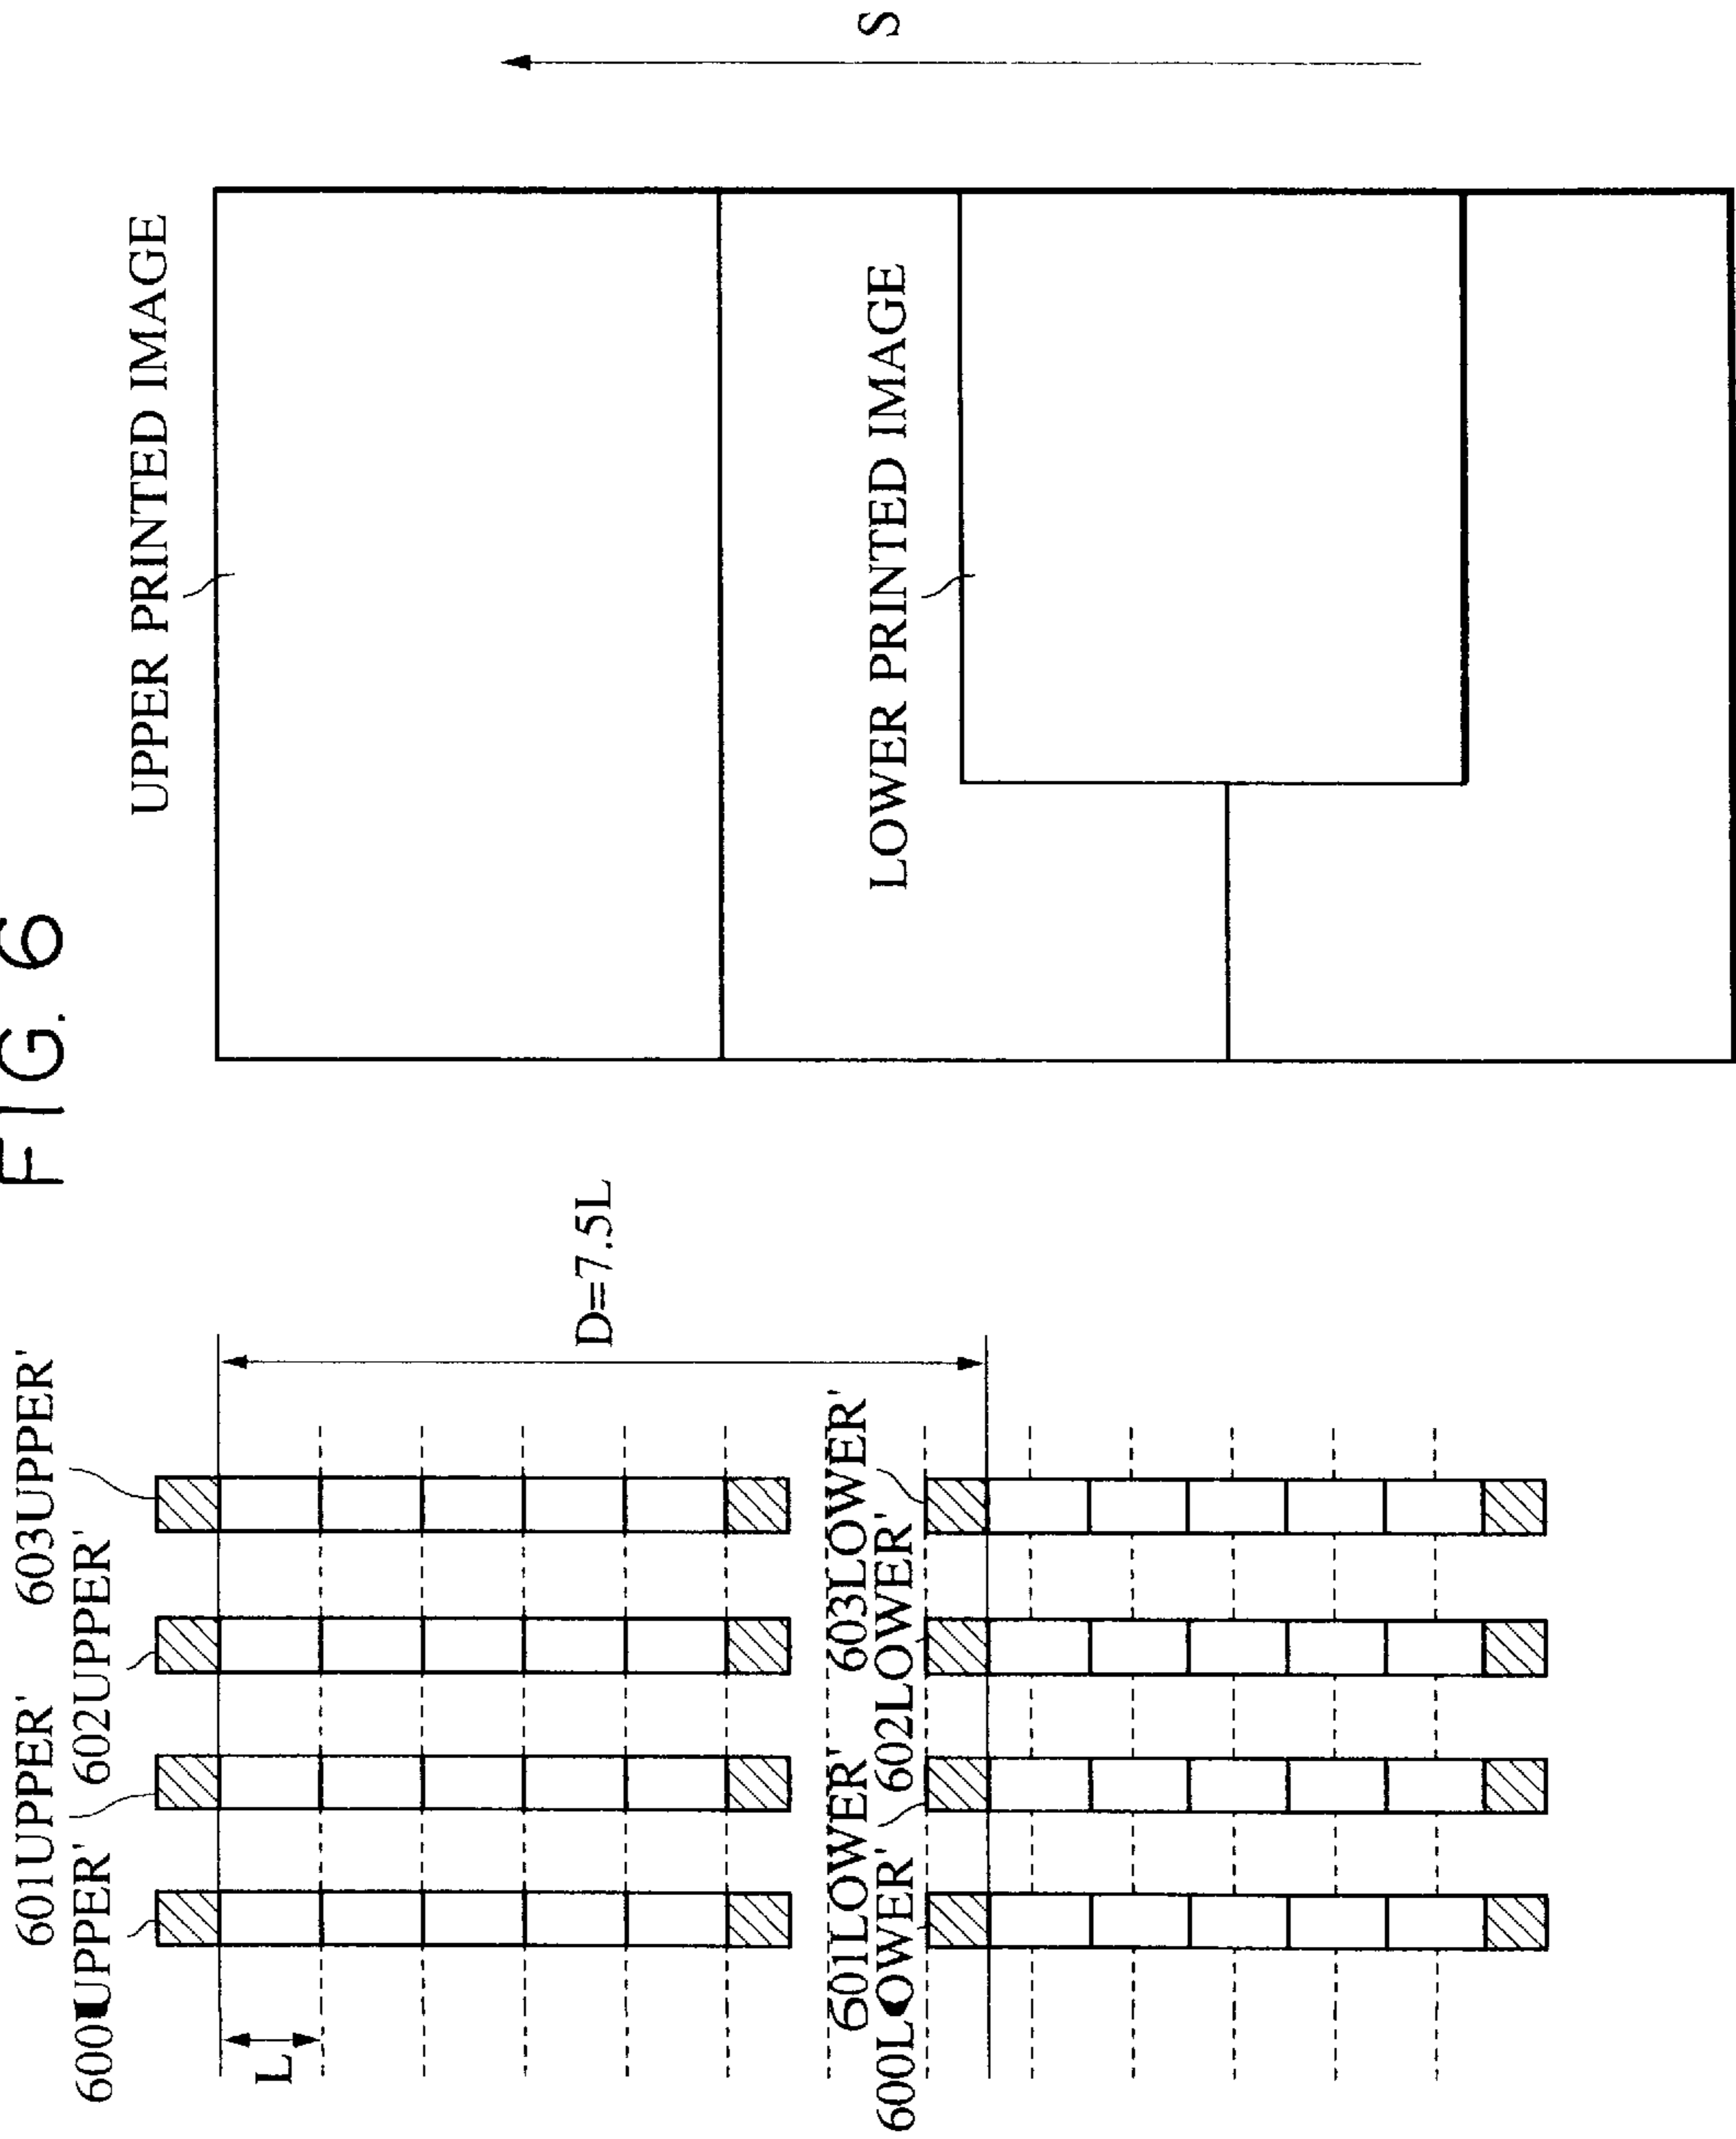 FIG. 6
601UPPER'
603UPPER'
600UPPER'
602UPPER'
L
D=7.5L
601LOWER'
603LOWER'
600LOWER'
602LOWER'
UPPER PRINTED IMAGE
LOWER PRINTED IMAGE
S